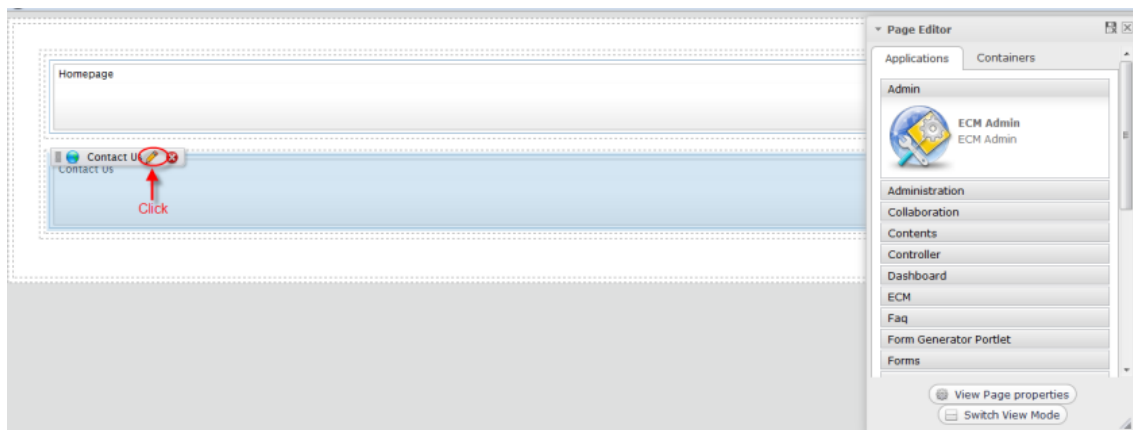 Homepage
Contact U
Contact Us
Click
Page Editor
Applications Containers
Admin
ECM Admin
ECM Admin
Administration
Collaboration
Contents
Controller
Dashboard
ECM
Faq
Form Generator Portlet
Forms
View Page properties
Switch View Mode